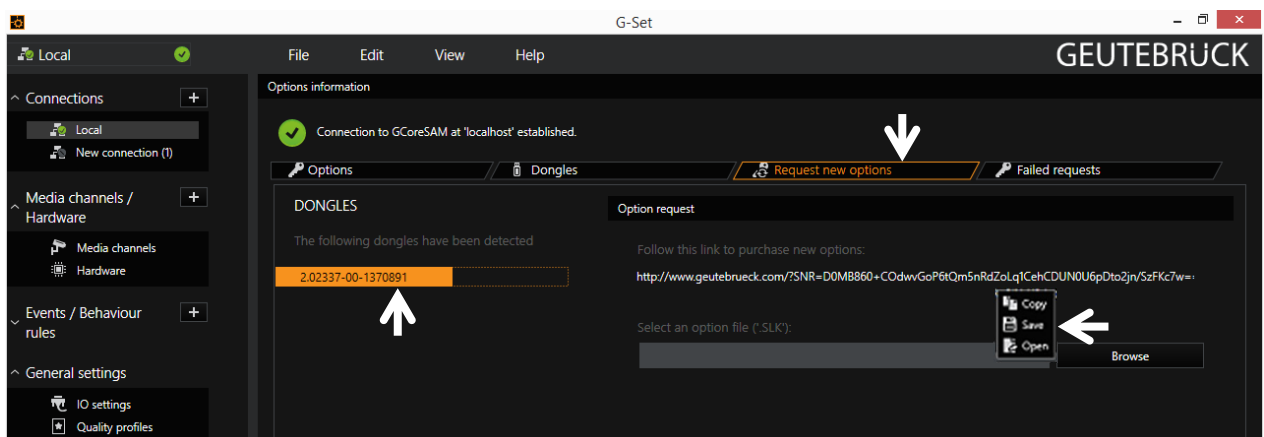 G-Set
Local
File Edit View Help
GEUTEBRÜCK
Connections +
Local
New connection (1)
Media channels / +
Hardware
Media channels
Hardware
Events / Behaviour +
rules
General settings
IO settings
Quality profiles
Options information
Connection to GCoreSAM at 'localhost' established.
Options Dongles Request new options Failed requests
DONGLES
The following dongles have been detected
2.02337-00-1370891
Option request
Follow this link to purchase new options:
http://www.geutebrueck.com/?SNR=D0MB860+COdwvGoP6tQm5nRdZoLq1CehCDUN0U6pDto2jn/SzFKc7w=
Copy
Save
Open
Select an option file ('.SLK'):
Browse